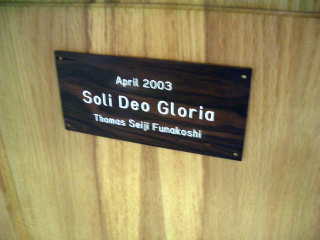 April 2003
Soli Deo Gloria
Thomas Seiji Funakoshi